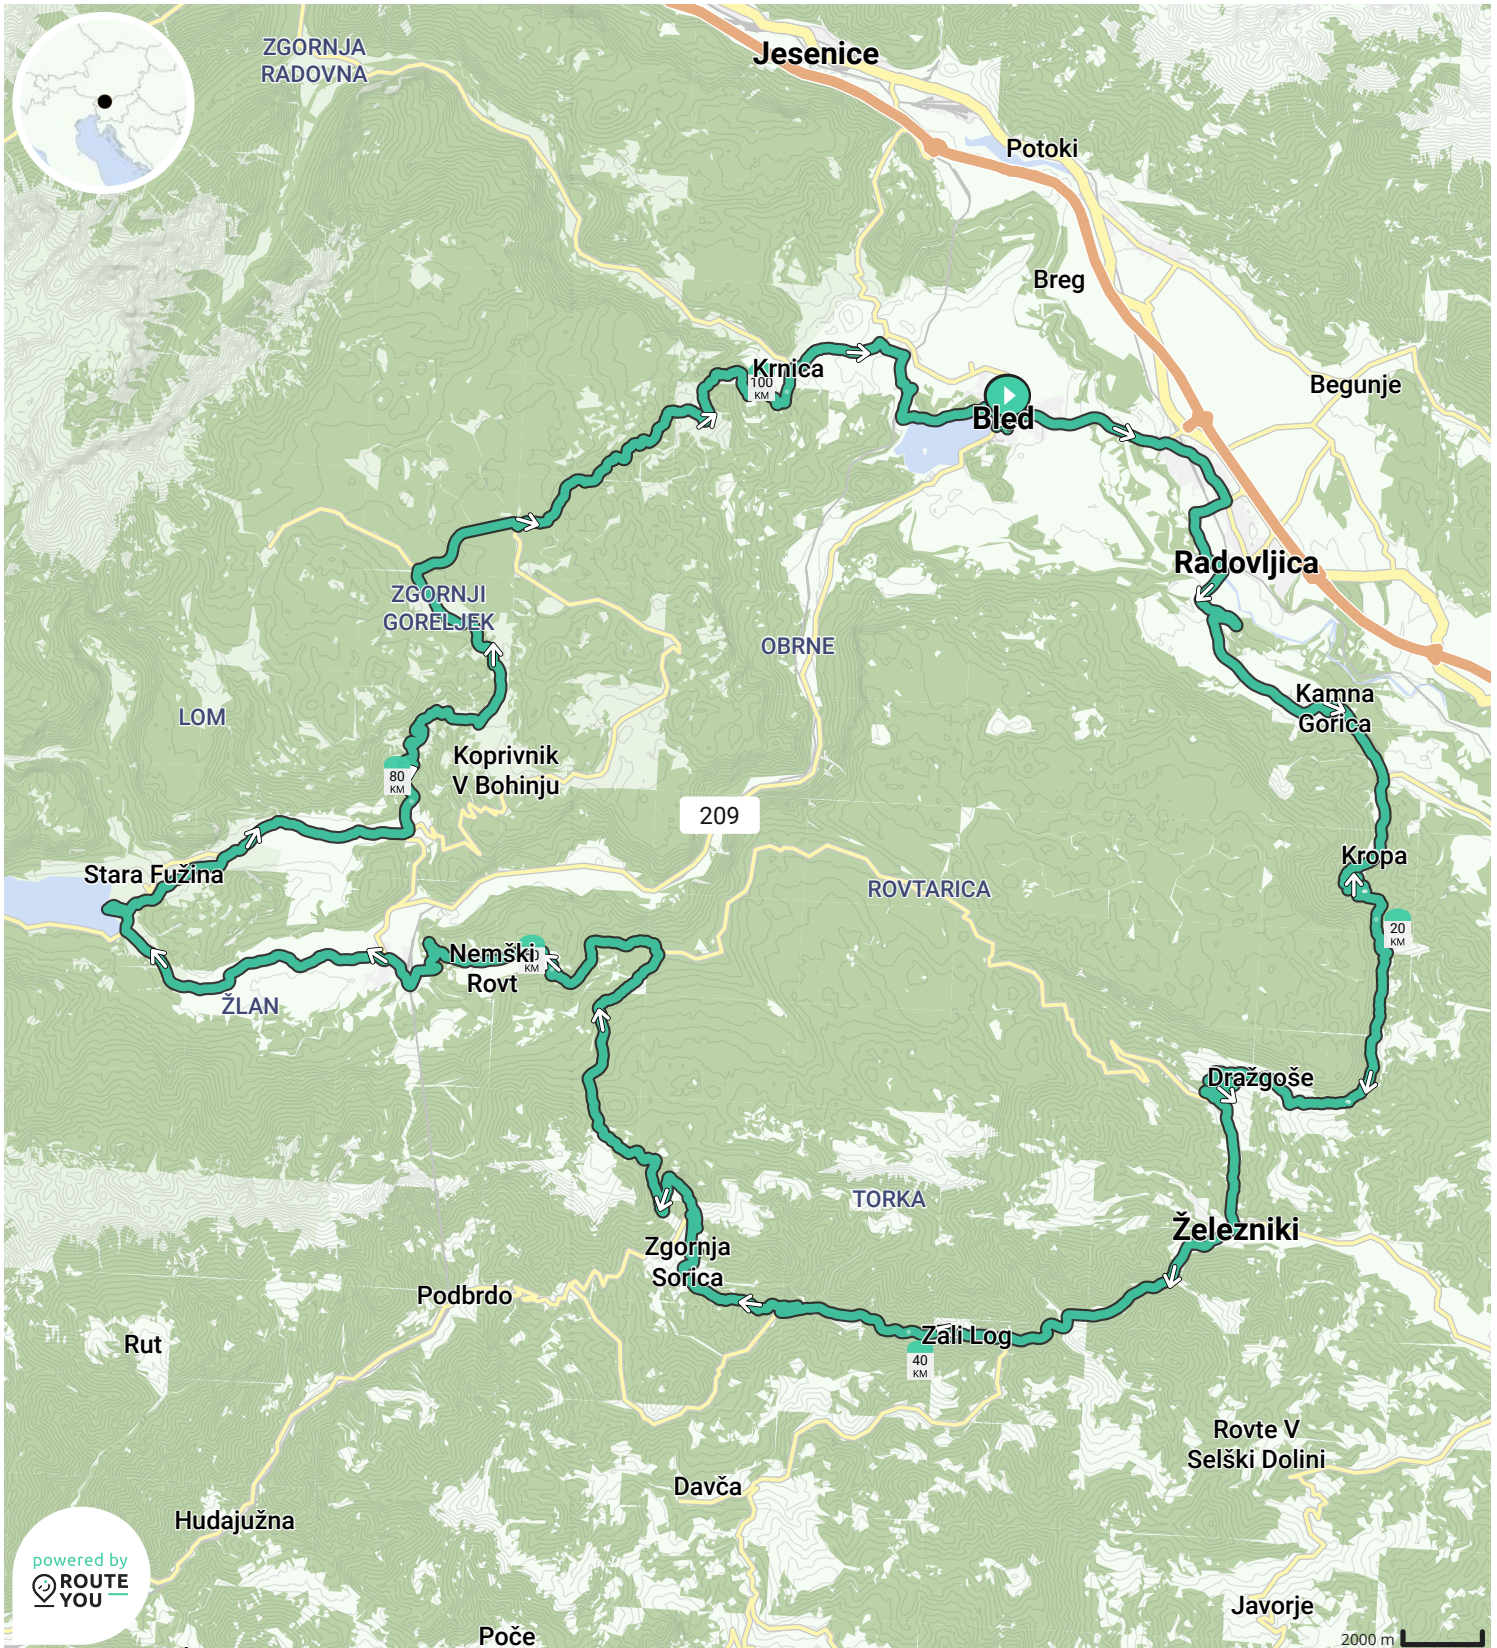 ZGORNJA
RADOVNA
Jesenice
Potoki
Breg
Krnica
100
KM
Begunje
Bled
Radovljica
ZGORNJI
GORELJEK
OBRNE
Kamna
Gorica
LOM
Koprivnik
V Bohinju
80
KM
209
Kropa
Stara Fužina
ROVTARICA
20
KM
Nemški
Rovt
KM
ŽLAN
Dražgoše
TORKA
Železniki
Zgornja
Sorica
Podbrdo
Zali Log
Rut
40
KM
Rovte V
Selški Dolini
Davča
Hudajužna
powered by
ROUTE
YOU
Javorje
Poče
2000 m